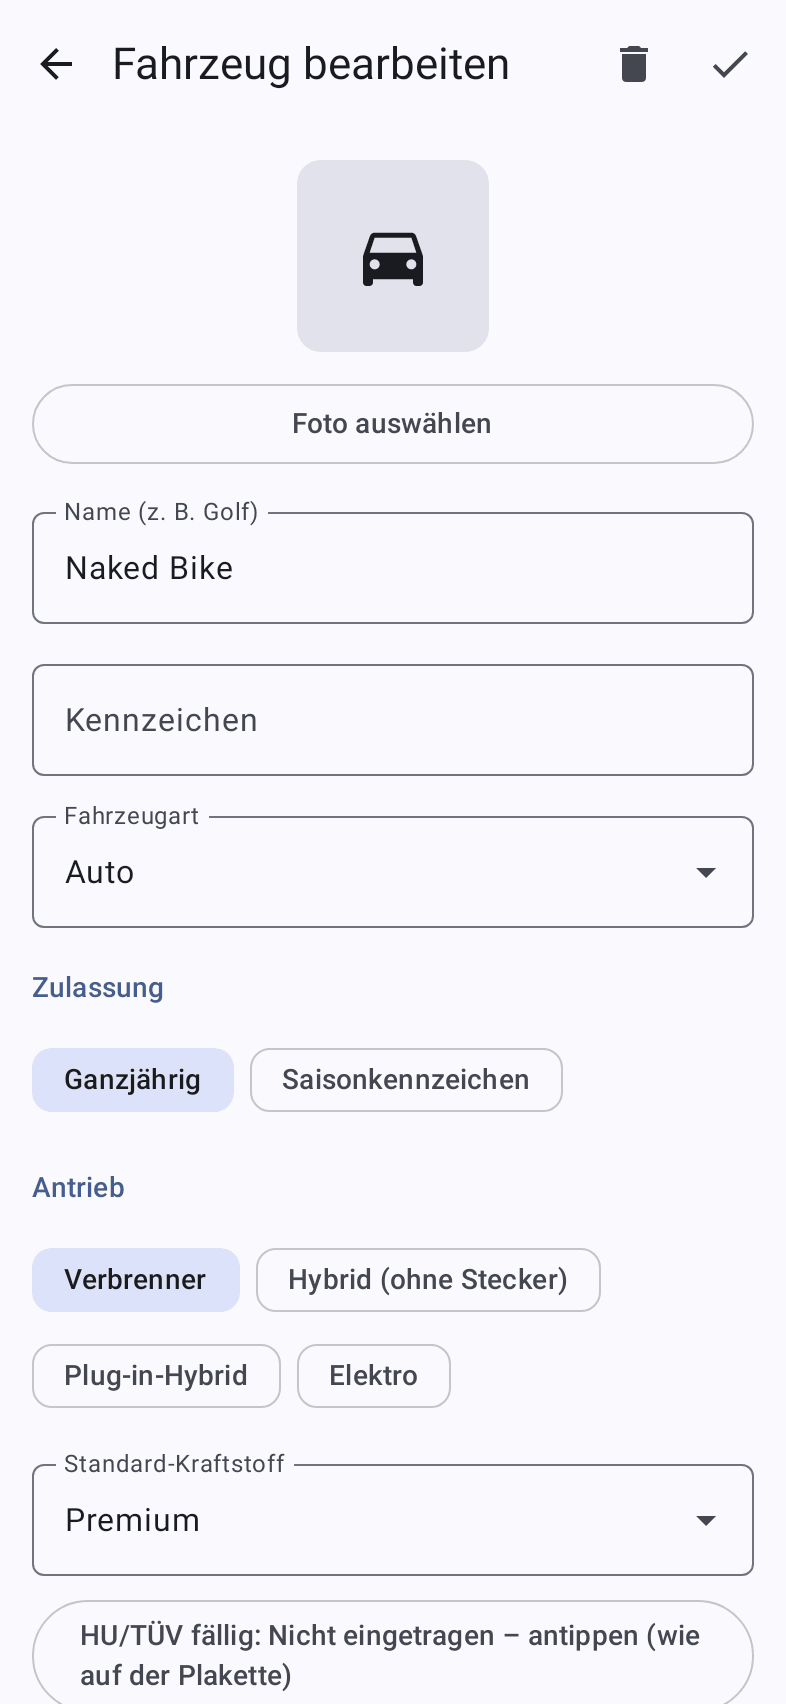 Fahrzeug bearbeiten
Foto auswählen
Name (z. B. Golf)
Naked Bike
Kennzeichen
Fahrzeugart
Auto
Zulassung
Ganzjährig
Saisonkennzeichen
Antrieb
Verbrenner
Hybrid (ohne Stecker)
Plug-in-Hybrid
Elektro
Standard-Kraftstoff
Premium
HU/TÜV fällig: Nicht eingetragen – antippen (wie
auf der Plakette)